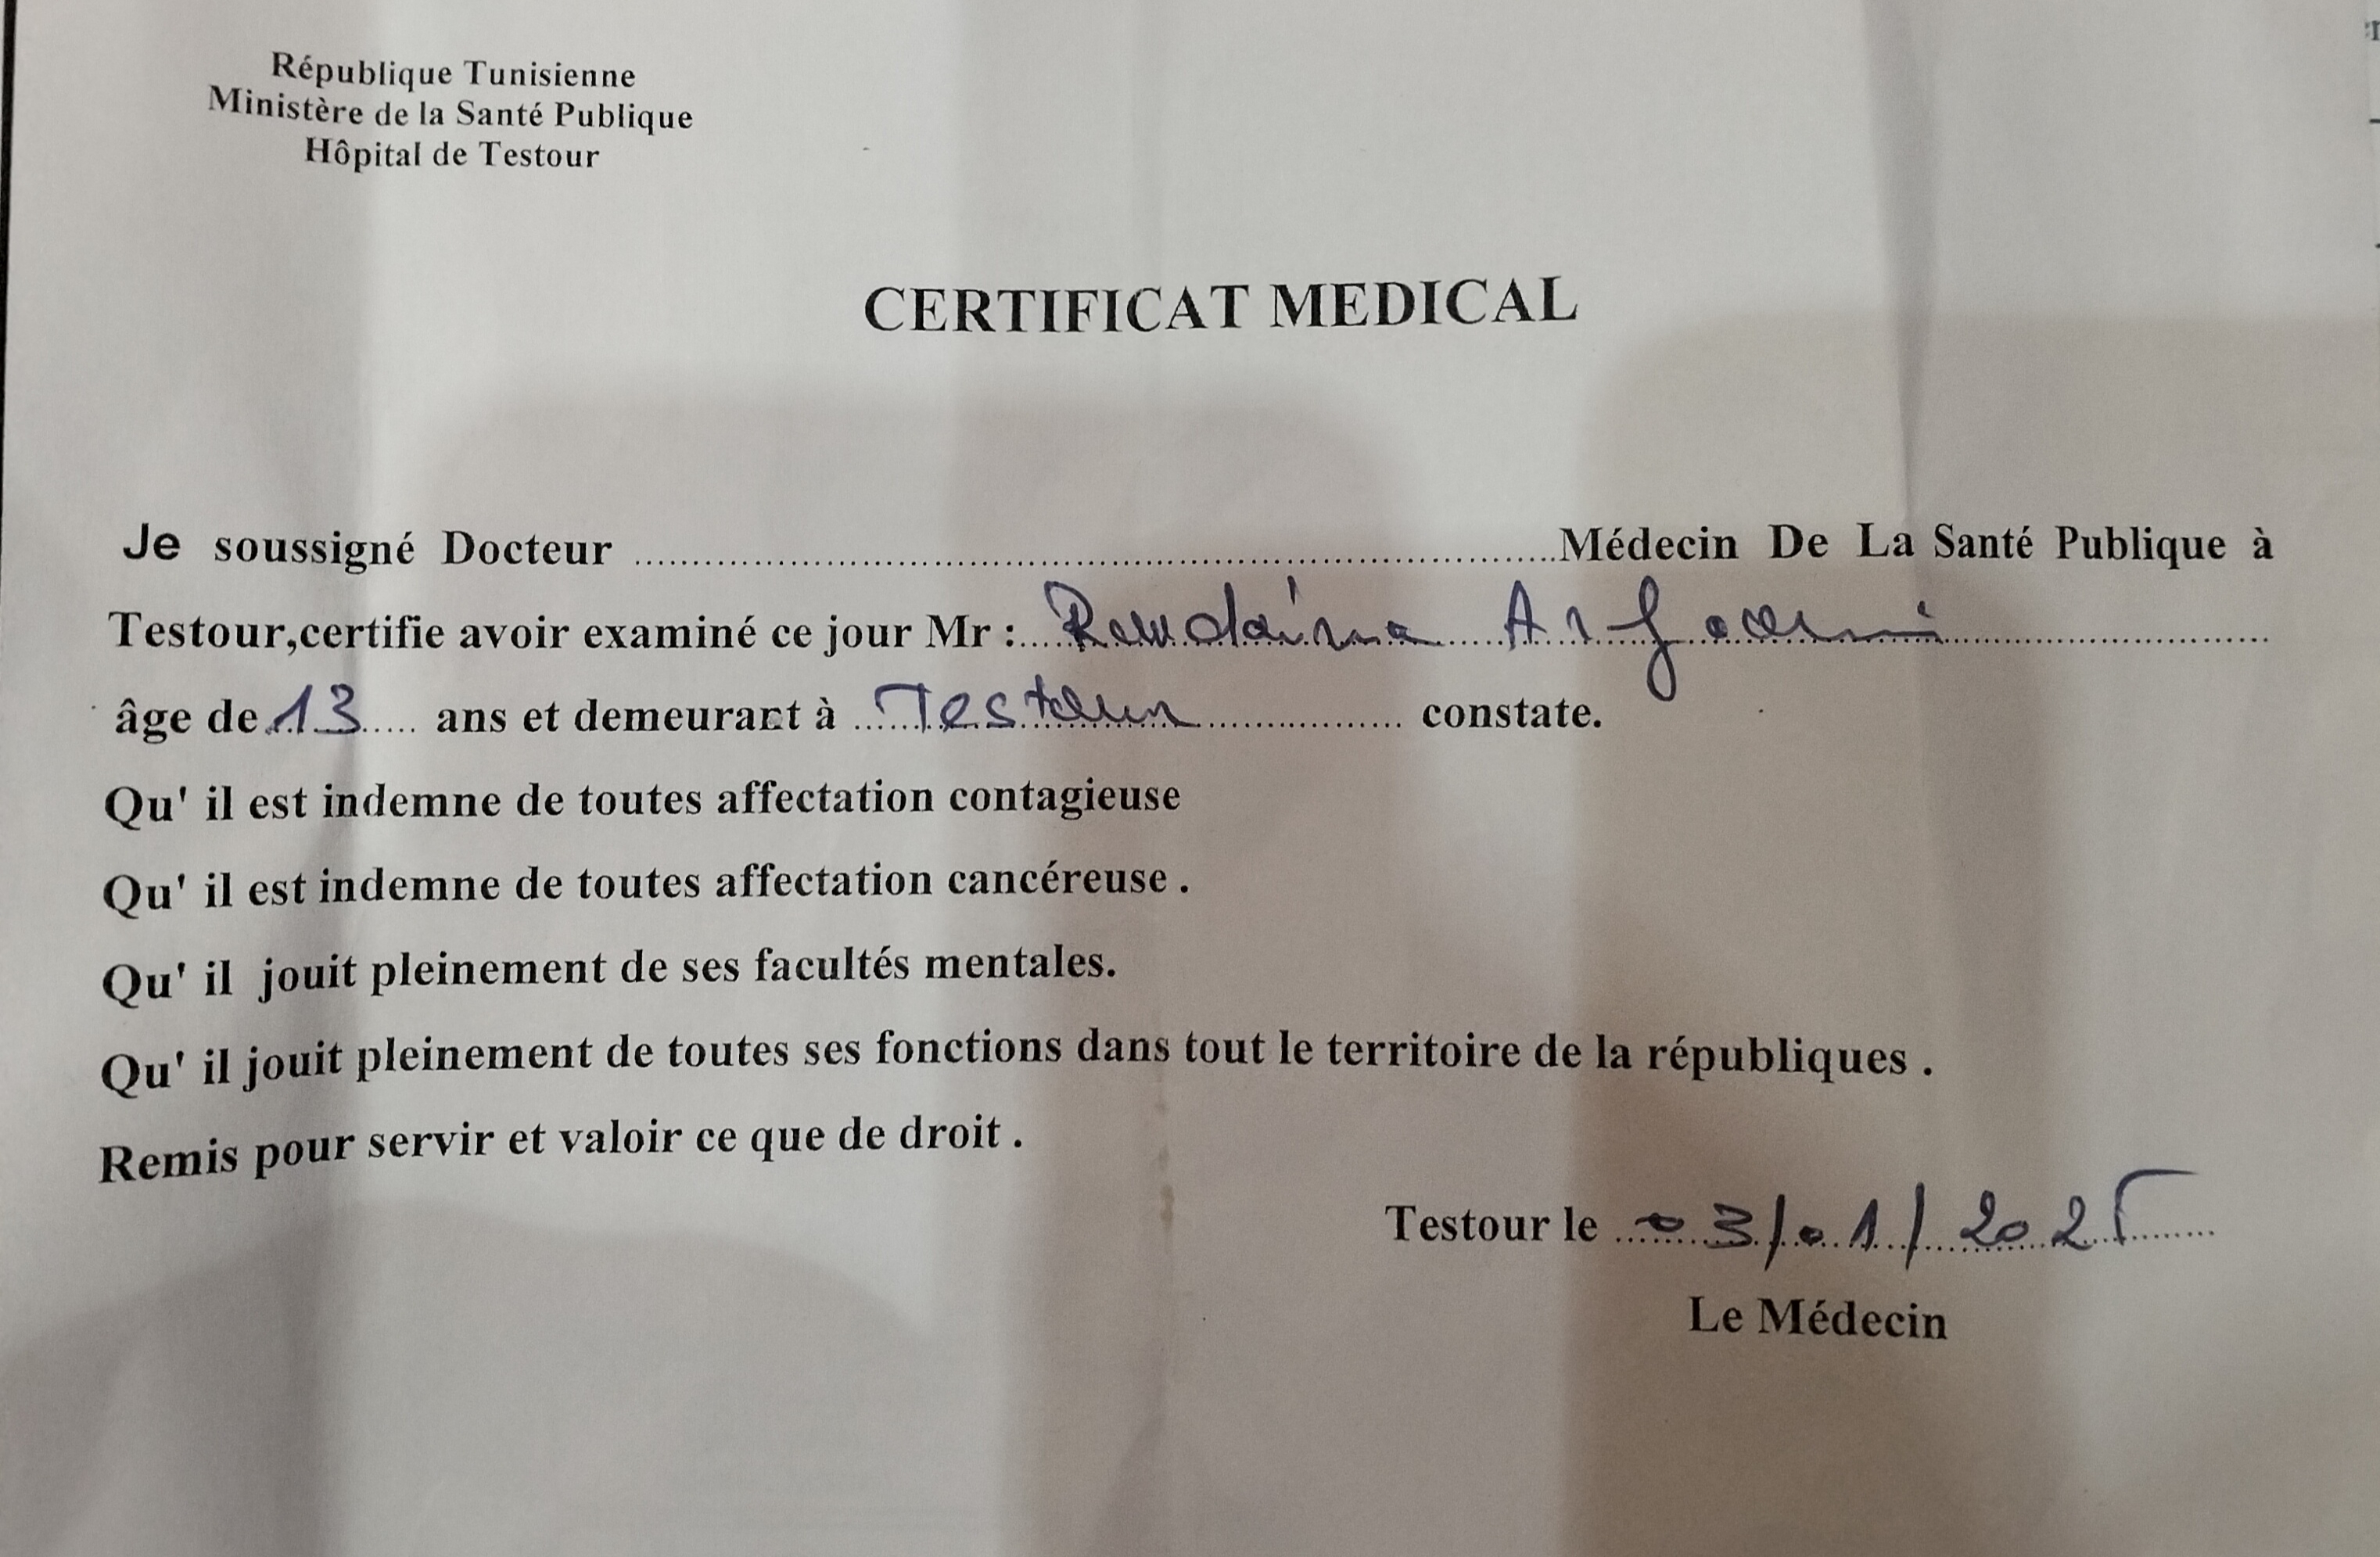 République Tunisienne
Ministère de la Santé Publique
Hôpital de Testour
CERTIFICAT MEDICAL
Je soussigné Docteur ........................................Médecin De La Santé Publique à
Testour,certifie avoir examiné ce jour Mr :
âge de 13 ans et demeurant à Testour constate.
Qu' il est indemne de toutes affectation contagieuse
Qu' il est indemne de toutes affectation cancéreuse .
Qu' il jouit pleinement de ses facultés mentales.
Qu' il jouit pleinement de toutes ses fonctions dans tout le territoire de la républiques .
Remis pour servir et valoir ce que de droit .
Testour le 03/01/2025
Le Médecin